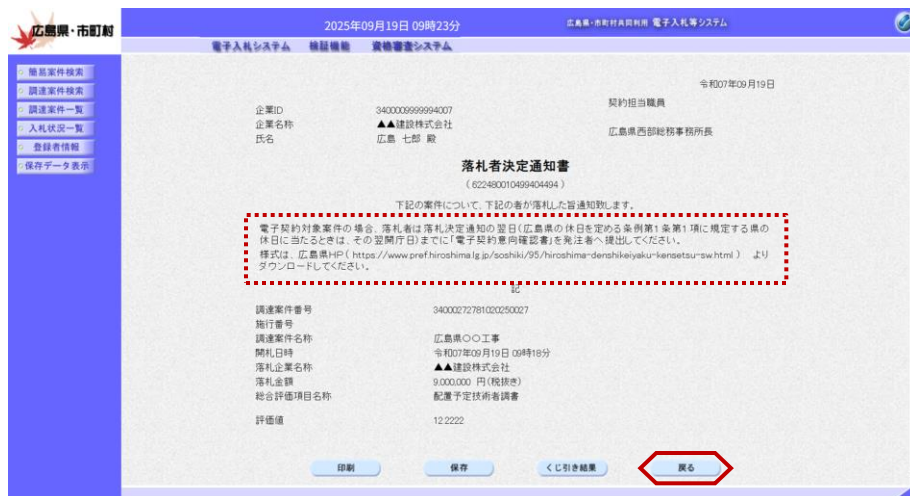 広島県・市町村
2025年09月19日 09時23分
広島県・市町村共同利用 電子入札等システム
電子入札システム 検証機能 資格審査システム
簡易案件検索
調達案件検索
調達案件一覧
入札状況一覧
登録者情報
保存データ表示
令和07年09月19日
企業ID 3400009999994007
契約担当職員
企業名称 ▲▲建設株式会社
氏名 広島 七郎 殿
広島県西部総務事務所長
落札者決定通知書
(622480010499404494)
下記の案件について、下記の者が落札した旨通知致します。
電子契約対象案件の場合、落札者は落札決定通知の翌日(広島県の休日を定める条例第1条第1項に規定する県の
休日に当たるときは、その翌開庁日)までに「電子契約意向確認書」を発注者へ提出してください。
様式は、広島県HP(https://www.pref.hiroshima.lg.jp/soshiki/95/hiroshima-denshikeiyaku-kensetsu-sw.html) より
ダウンロードしてください。
記
調達案件番号 34000272781020250027
施行番号
調達案件名称 広島県○○工事
開札日時 令和07年09月19日 09時18分
落札企業名称 ▲▲建設株式会社
落札金額 9,000,000 円(税抜き)
総合評価項目名称 配置予定技術者調書
評価値 12.2222
印刷 保存 くじ引き結果 戻る